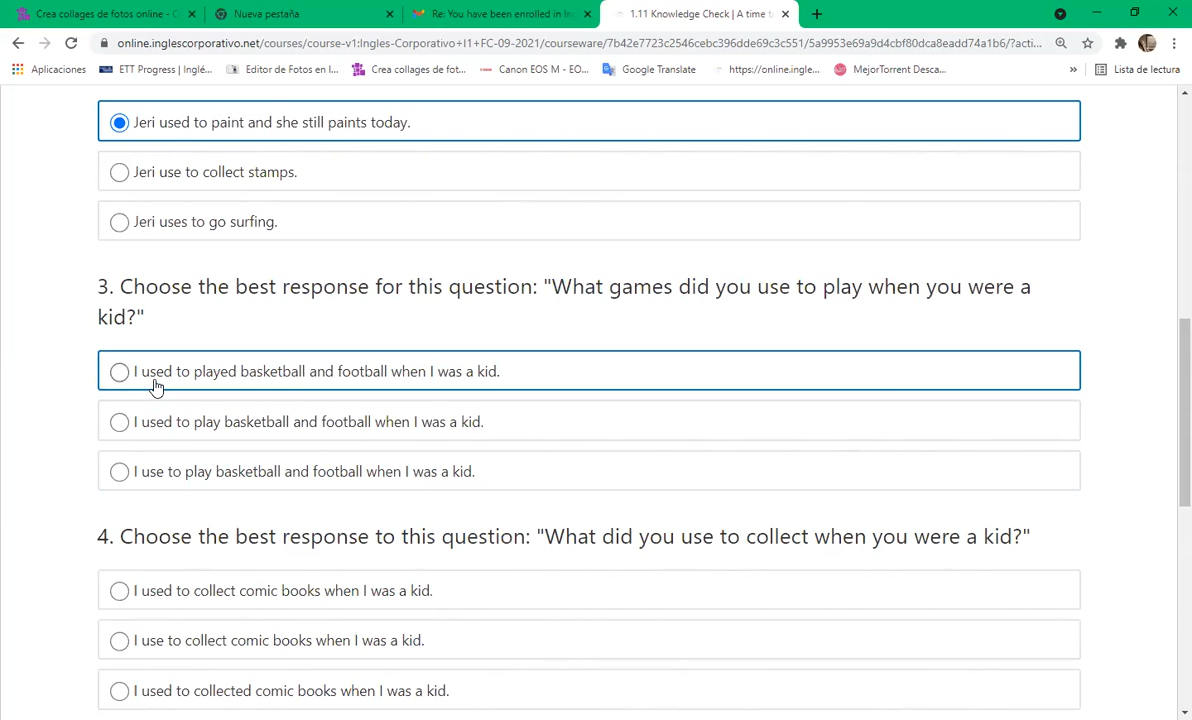 Crea collages de fotos online - C
Nueva pestaña
Re: You have been enrolled in In
1.11 Knowledge Check | A time t
online.inglescorporativo.net/courses/course-v1:Ingles-Corporativo+I1+FC-09-2021/courseware/7b42e7723c2546cebc396dde69c3c551/5a9953e69a9d4cbf80dca8eadd74a1b6/?acti...
Aplicaciones
ETT Progress | Inglé...
Editor de Fotos en l...
Crea collages de fot...
Canon EOS M - EO...
Google Translate
https://online.ingle...
MejorTorrent Desca...
»
Lista de lectura
Jeri used to paint and she still paints today.
Jeri use to collect stamps.
Jeri uses to go surfing.
3. Choose the best response for this question: "What games did you use to play when you were a
kid?"
I used to played basketball and football when I was a kid.
I used to play basketball and football when I was a kid.
I use to play basketball and football when I was a kid.
4. Choose the best response to this question: "What did you use to collect when you were a kid?"
I used to collect comic books when I was a kid.
I use to collect comic books when I was a kid.
I used to collected comic books when I was a kid.